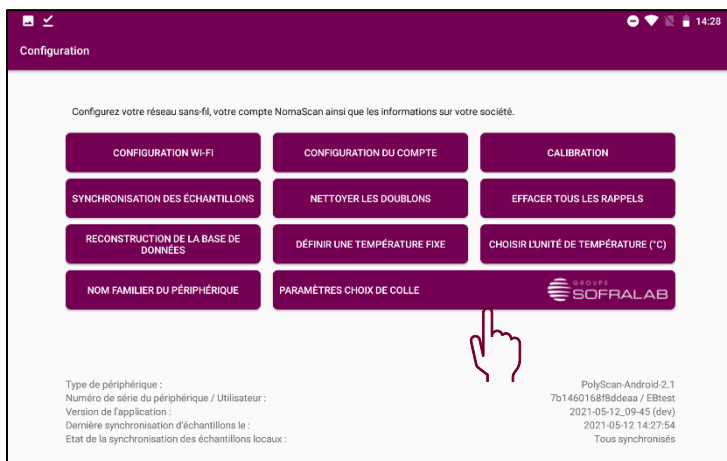 14:28
Configuration
Configurez votre réseau sans-fil, votre compte NomaScan ainsi que les informations sur votre société.
CONFIGURATION WI-FI
CONFIGURATION DU COMPTE
CALIBRATION
SYNCHRONISATION DES ÉCHANTILLONS
NETTOYER LES DOUBLONS
EFFACER TOUS LES RAPPELS
RECONSTRUCTION DE LA BASE DE
DONNÉES
DÉFINIR UNE TEMPÉRATURE FIXE
CHOISIR L'UNITÉ DE TEMPÉRATURE (°C)
NOM FAMILIER DU PÉRIPHÉRIQUE
PARAMÈTRES CHOIX DE COLLE
GROUPE
SOFRALAB
Type de périphérique : PolyScan-Android-2.1
Numéro de série du périphérique / Utilisateur : 7b1460168f8ddeaa / EBtest
Version de l'application : 2021-05-12_09-45 (dev)
Dernière synchronisation d'échantillons le : 2021-05-12 14:27:54
Etat de la synchronisation des échantillons locaux : Tous synchronisés